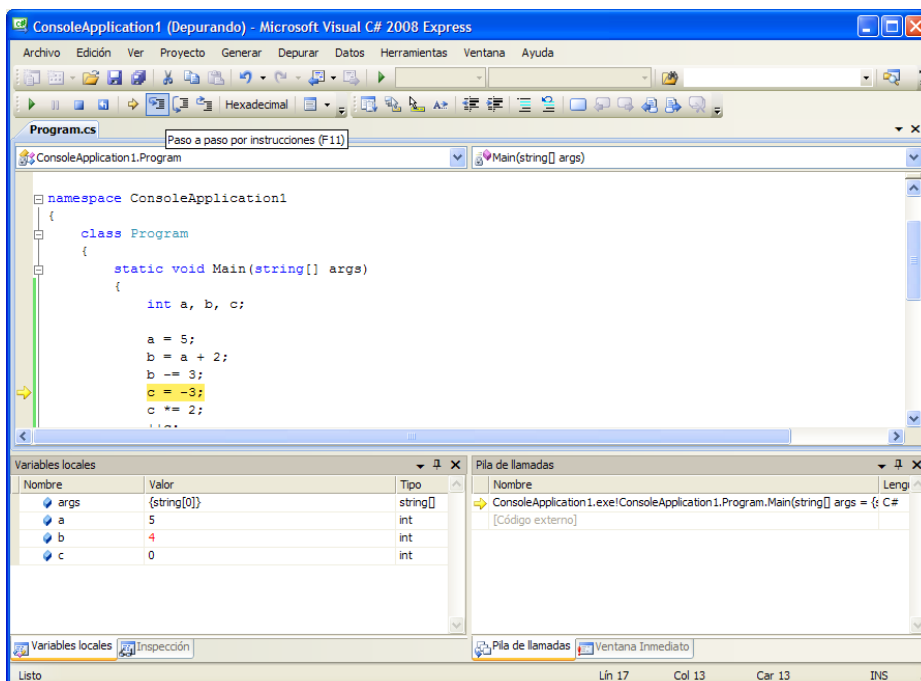 ConsoleApplication1 (Depurando) - Microsoft Visual C# 2008 Express
Archivo Edición Ver Proyecto Generar Depurar Datos Herramientas Ventana Ayuda
Hexadecimal
Program.cs
Paso a paso por instrucciones (F11)
ConsoleApplication1.Program Main(string[] args)
namespace ConsoleApplication1
{
class Program
{
static void Main(string[] args)
{
int a, b, c;
a = 5;
b = a + 2;
b -= 3;
c = -3;
c *= 2;
Variables locales
Nombre Valor Tipo
args {string[0]} string[]
a 5 int
b 4 int
c 0 int
Variables locales Inspección
Pila de llamadas
Nombre Lengu
ConsoleApplication1.exe!ConsoleApplication1.Program.Main(string[] args = {s C#
[Código externo]
Pila de llamadas Ventana Inmediato
Listo Lín 17 Col 13 Car 13 INS